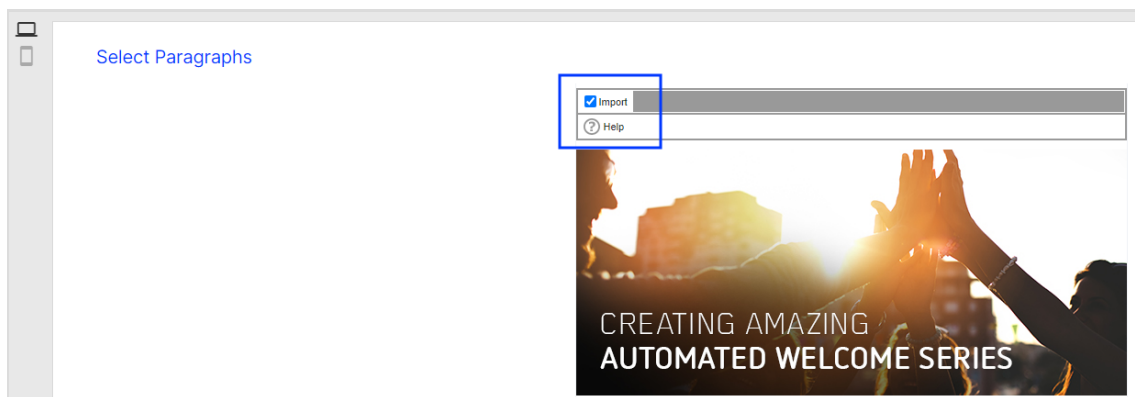 Select Paragraphs
Import
? Help
CREATING AMAZING
AUTOMATED WELCOME SERIES